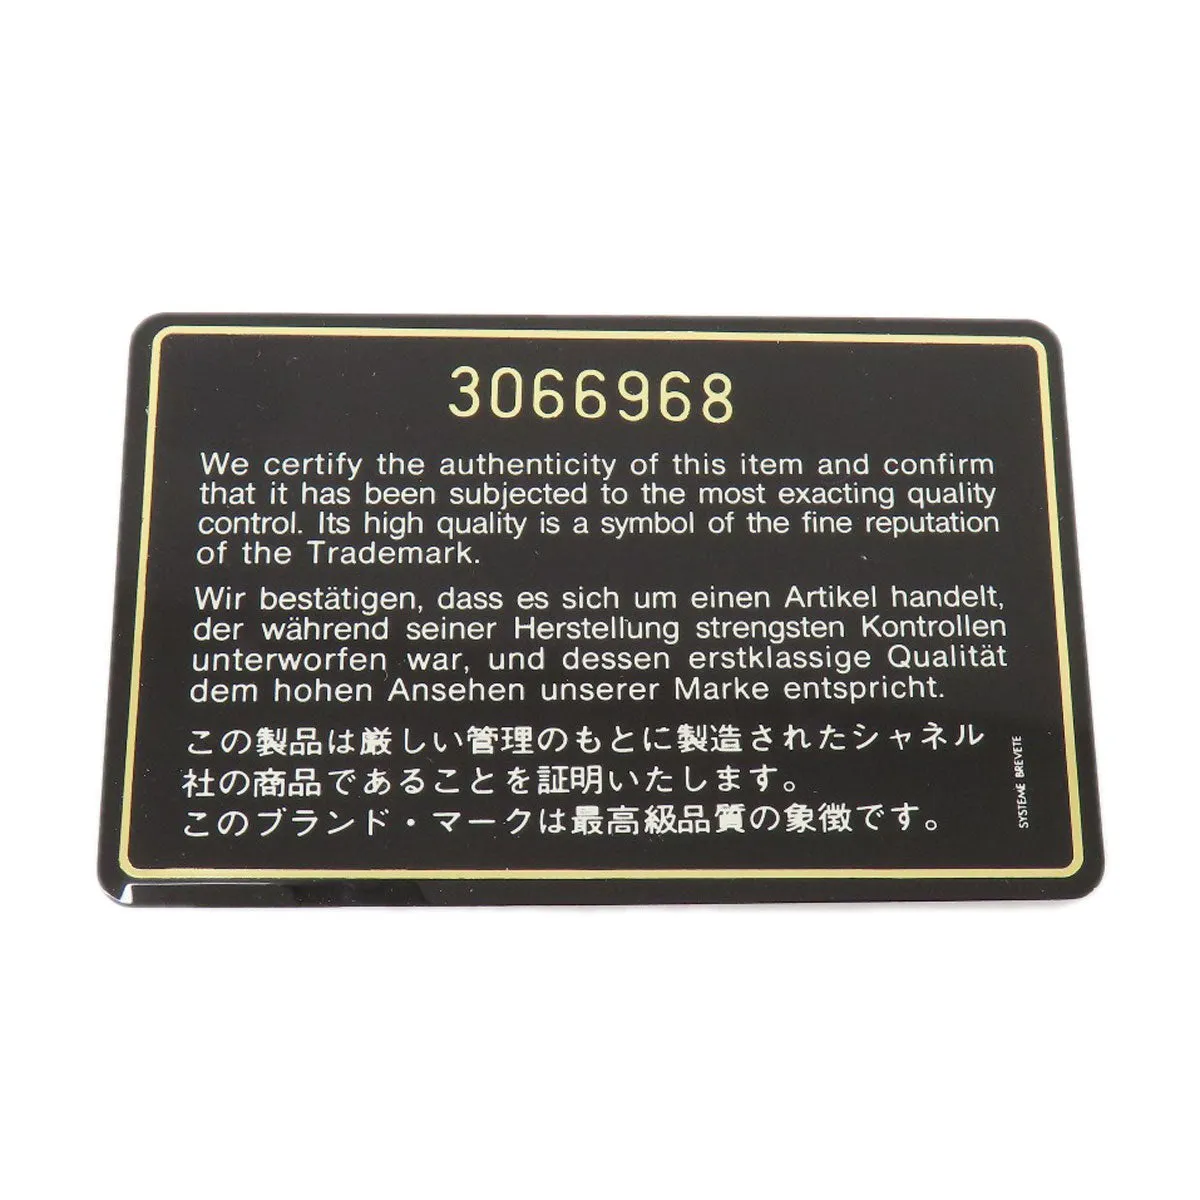 3066968
We certify the authenticity of this item and confirm
that it has been subjected to the most exacting quality
control. Its high quality is a symbol of the fine reputation
of the Trademark.
Wir bestätigen, dass es sich um einen Artikel handelt,
der während seiner Herstellung strengsten Kontrollen
unterworfen war, und dessen erstklassige Qualität
dem hohen Ansehen unserer Marke entspricht.
この製品は厳しい管理のもとに製造されたシャネル
社の商品であることを証明いたします。
このブランド・マークは最高級品質の象徴です。
SYSTEME BREVETE